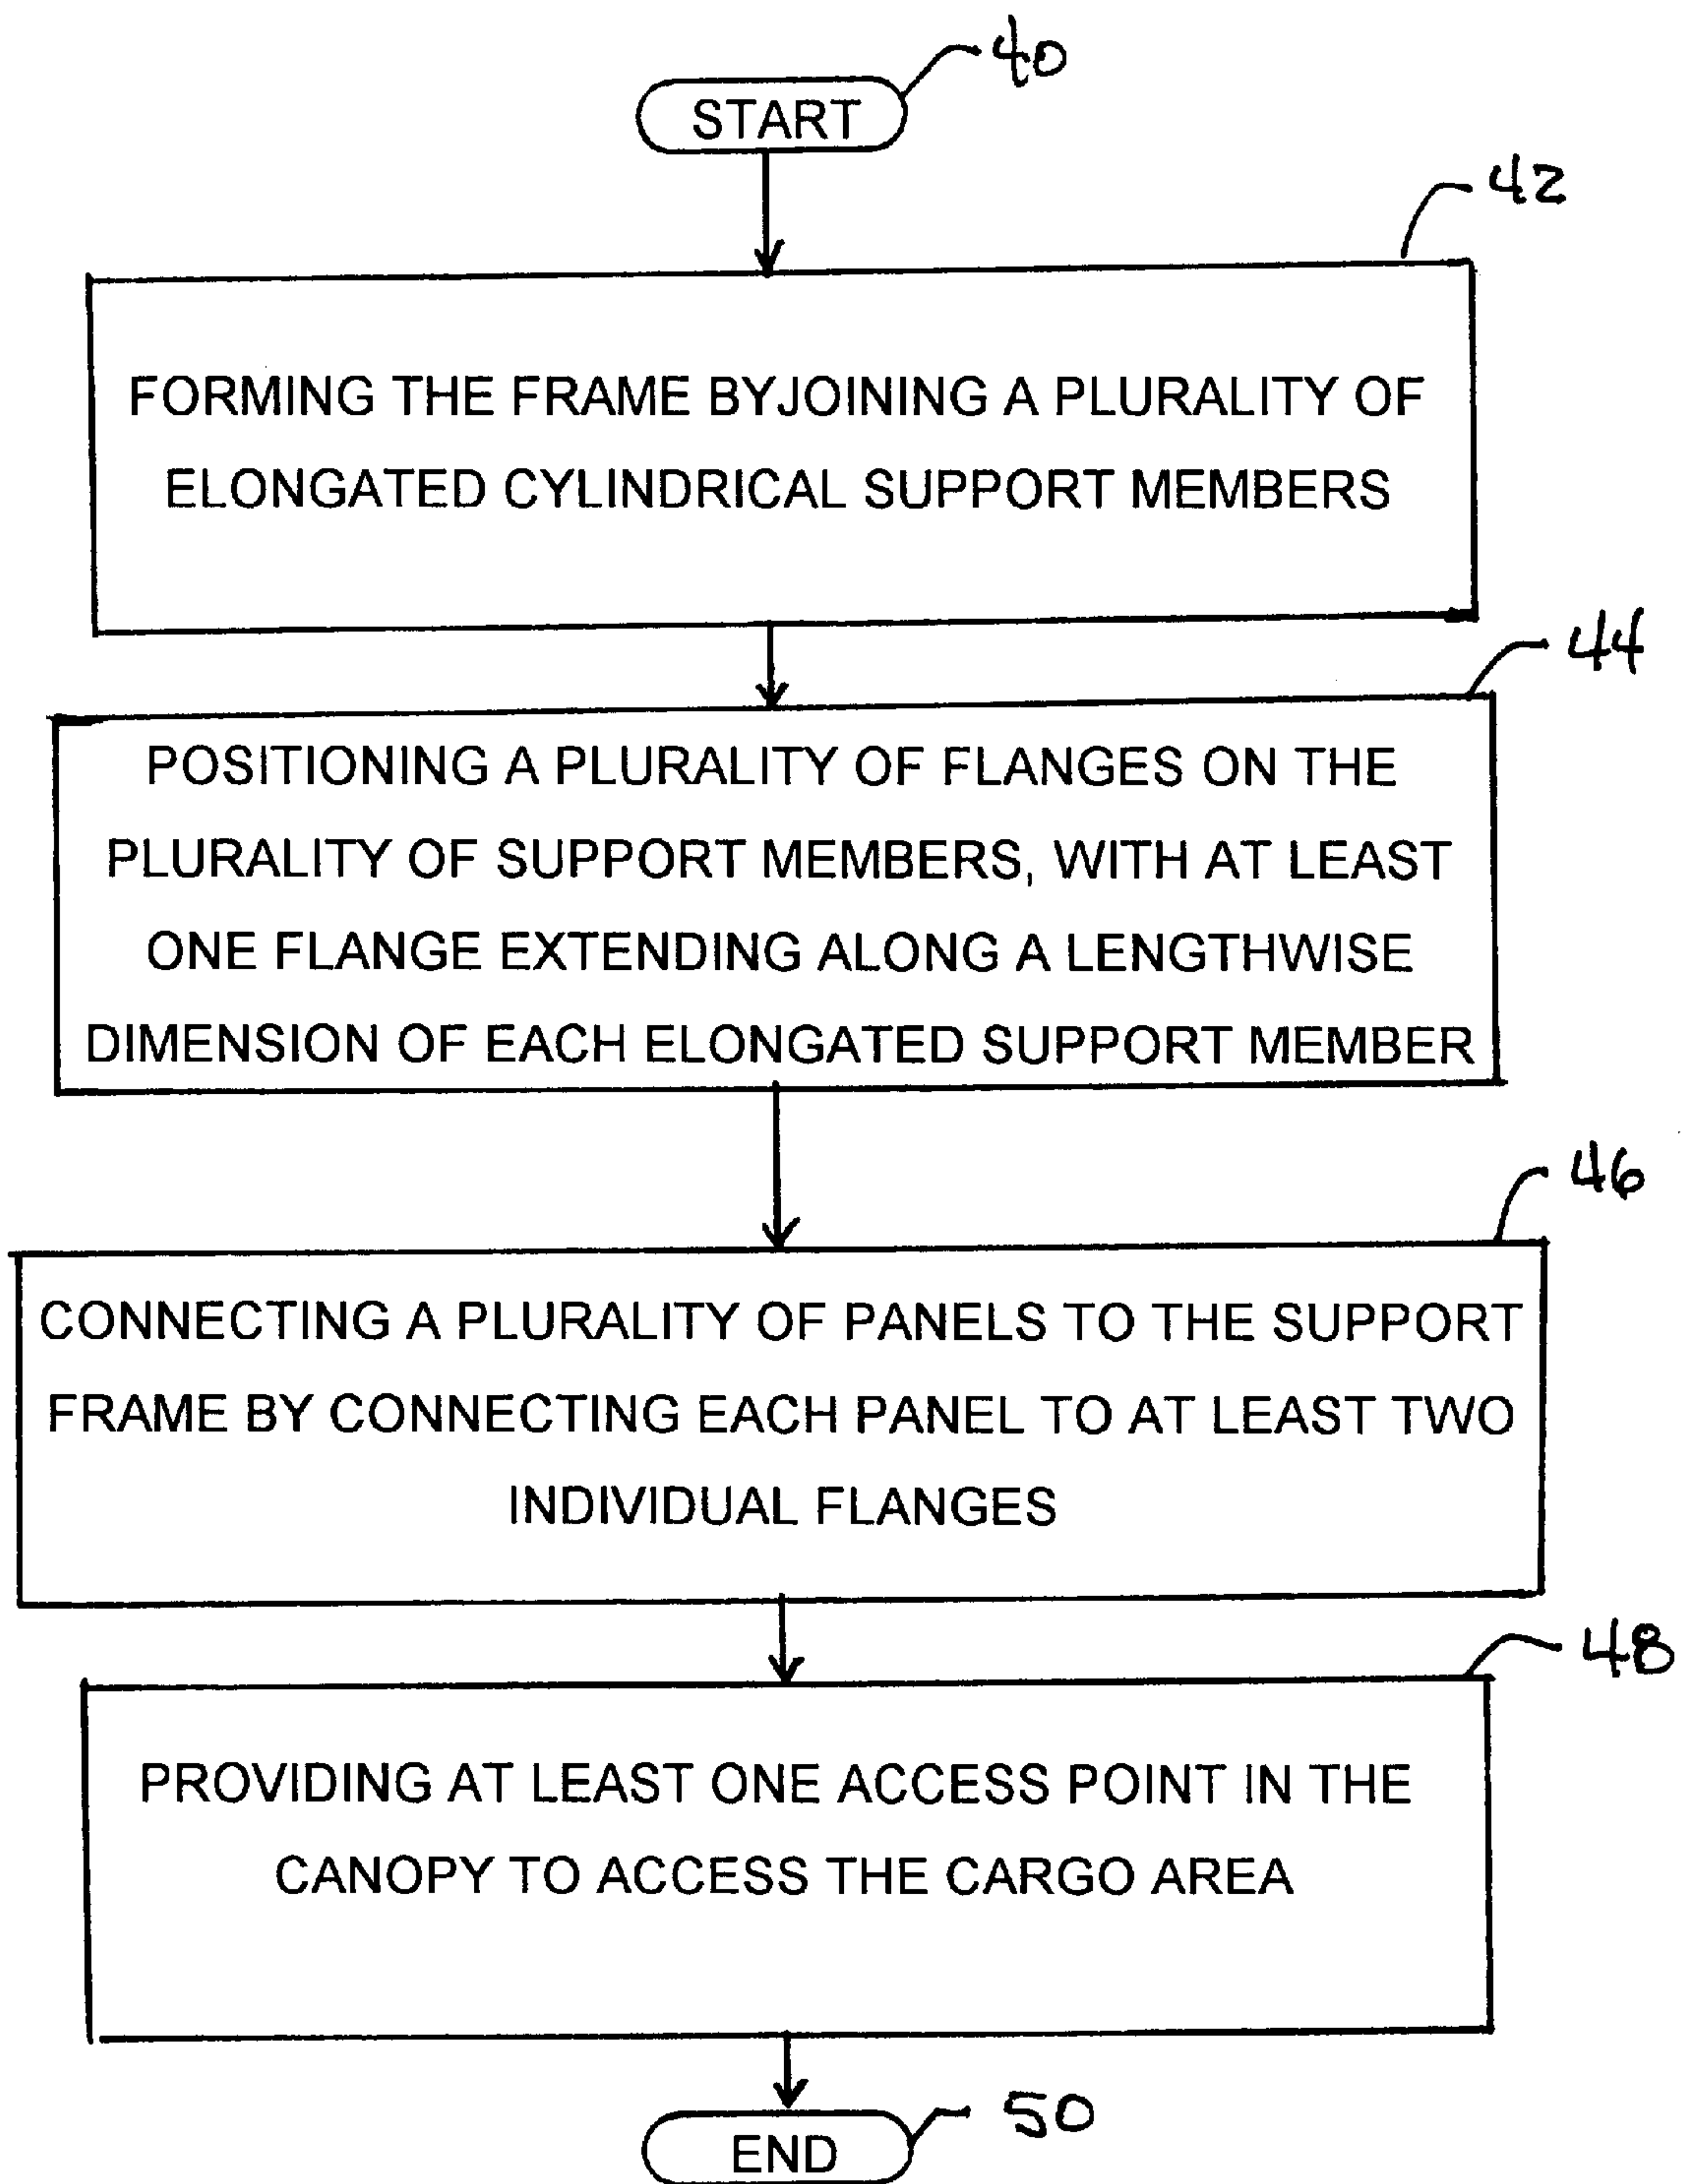 40
START
42
FORMING THE FRAME BYJOINING A PLURALITY OF
ELONGATED CYLINDRICAL SUPPORT MEMBERS
44
POSITIONING A PLURALITY OF FLANGES ON THE
PLURALITY OF SUPPORT MEMBERS, WITH AT LEAST
ONE FLANGE EXTENDING ALONG A LENGTHWISE
DIMENSION OF EACH ELONGATED SUPPORT MEMBER
46
CONNECTING A PLURALITY OF PANELS TO THE SUPPORT
FRAME BY CONNECTING EACH PANEL TO AT LEAST TWO
INDIVIDUAL FLANGES
48
PROVIDING AT LEAST ONE ACCESS POINT IN THE
CANOPY TO ACCESS THE CARGO AREA
50
END